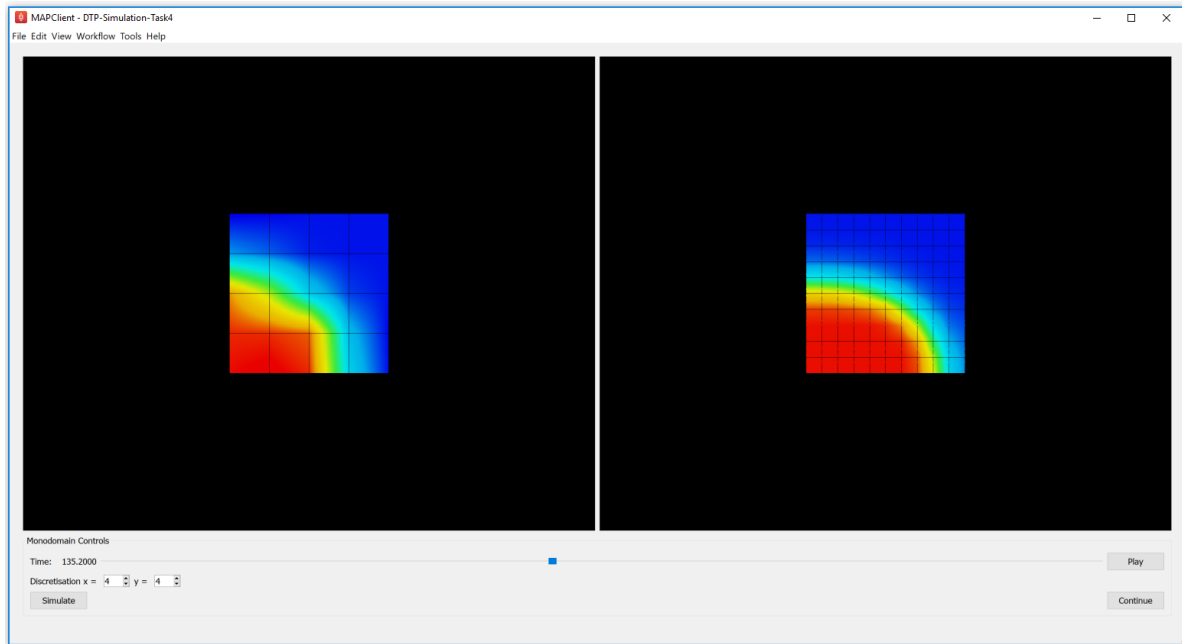 MAPClient - DTP-Simulation-Task4
File Edit View Workflow Tools Help
Monodomain Controls
Time: 135.2000
Play
Discretisation x = 4 y = 4
Simulate
Continue